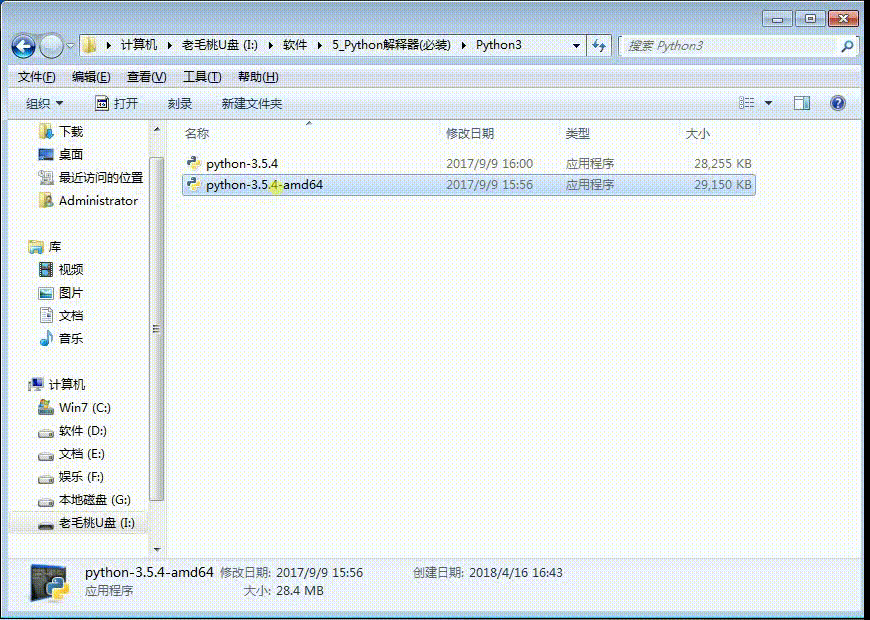 计算机 老毛桃U盘 (I:) 软件 5_Python解释器(必装) Python3 搜索 Python3
文件(F) 编辑(E) 查看(V) 工具(T) 帮助(H)
组织 打开 刻录 新建文件夹
下载
桌面
最近访问的位置
Administrator
库
视频
图片
文档
音乐
计算机
Win7 (C:)
软件 (D:)
文档 (E:)
娱乐 (F:)
本地磁盘 (G:)
老毛桃U盘 (I:)
名称 修改日期 类型 大小
python-3.5.4 2017/9/9 16:00 应用程序 28,255 KB
python-3.5.4-amd64 2017/9/9 15:56 应用程序 29,150 KB
python-3.5.4-amd64 修改日期: 2017/9/9 15:56 创建日期: 2018/4/16 16:43
应用程序 大小: 28.4 MB